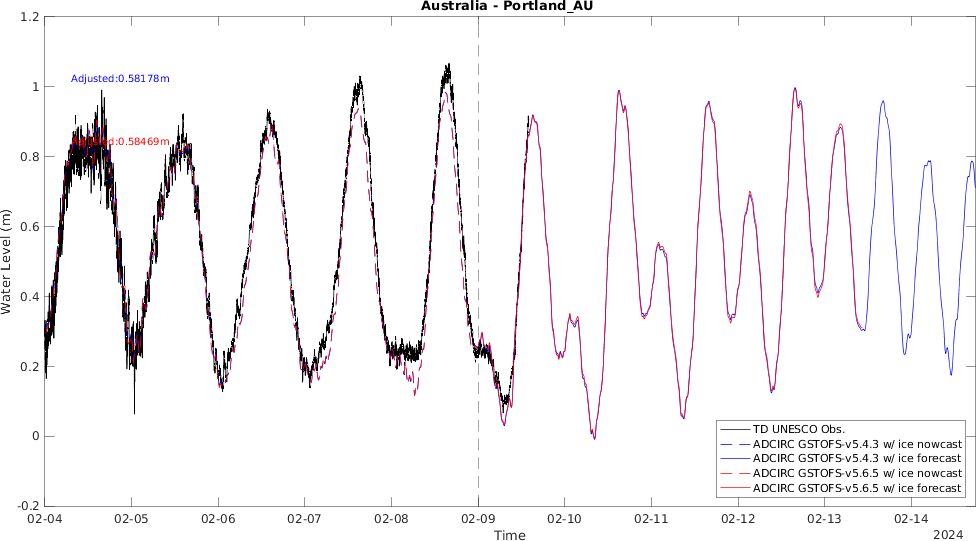 Australia - Portland_AU
1.2
1
0.8
0.6
0.4
0.2
0
-0.2
Water Level (m)
Adjusted:0.58178m
Adjusted:0.58469m
TD UNESCO Obs.
ADCIRC GSTOFS-v5.4.3 w/ ice nowcast
ADCIRC GSTOFS-v5.4.3 w/ ice forecast
ADCIRC GSTOFS-v5.6.5 w/ ice nowcast
ADCIRC GSTOFS-v5.6.5 w/ ice forecast
02-04 02-05 02-06 02-07 02-08 02-09 02-10 02-11 02-12 02-13 02-14
Time
2024